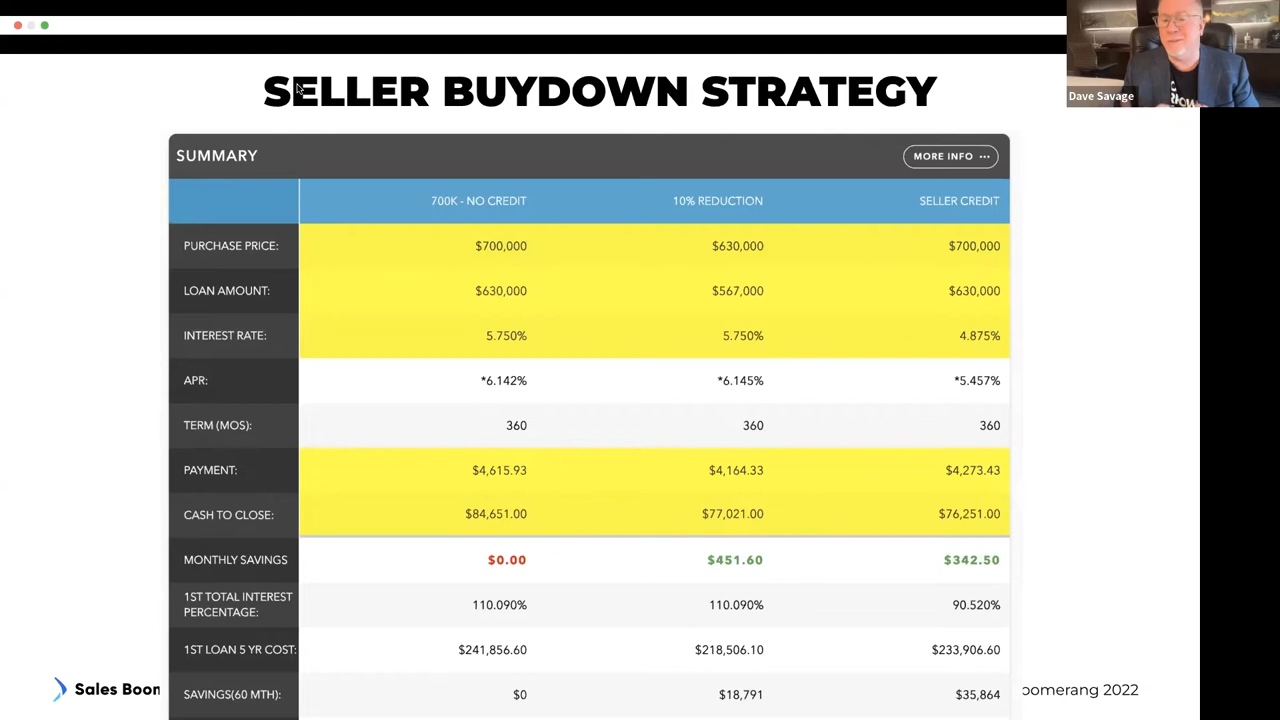 Dave Savage
SELLER BUYDOWN STRATEGY
SUMMARY
MORE INFO •••
700K - NO CREDIT 10% REDUCTION SELLER CREDIT
PURCHASE PRICE: $700,000 $630,000 $700,000
LOAN AMOUNT: $630,000 $567,000 $630,000
INTEREST RATE: 5.750% 5.750% 4.875%
APR: *6.142% *6.145% *5.457%
TERM (MOS): 360 360 360
PAYMENT: $4,615.93 $4,164.33 $4,273.43
CASH TO CLOSE: $84,651.00 $77,021.00 $76,251.00
MONTHLY SAVINGS $0.00 $451.60 $342.50
1ST TOTAL INTEREST
PERCENTAGE: 110.090% 110.090% 90.520%
1ST LOAN 5 YR COST: $241,856.60 $218,506.10 $233,906.60
SAVINGS(60 MTH): $0 $18,791 $35,864
Sales Boom
oomerang 2022